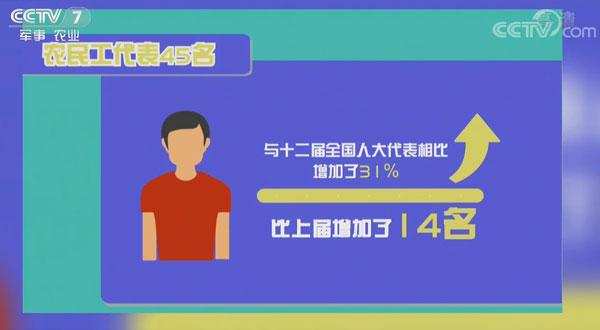 CCTV 7
军事 农业
CCTV.com
高清
农民工代表45名
与十二届全国人大代表相比
增加了31%
比上届增加了14名